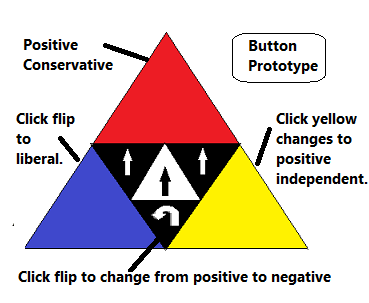 Positive
Conservative
Button
Prototype
Click flip
to
liberal.
Click yellow
changes to
positive
independent.
Click flip to change from positive to negative